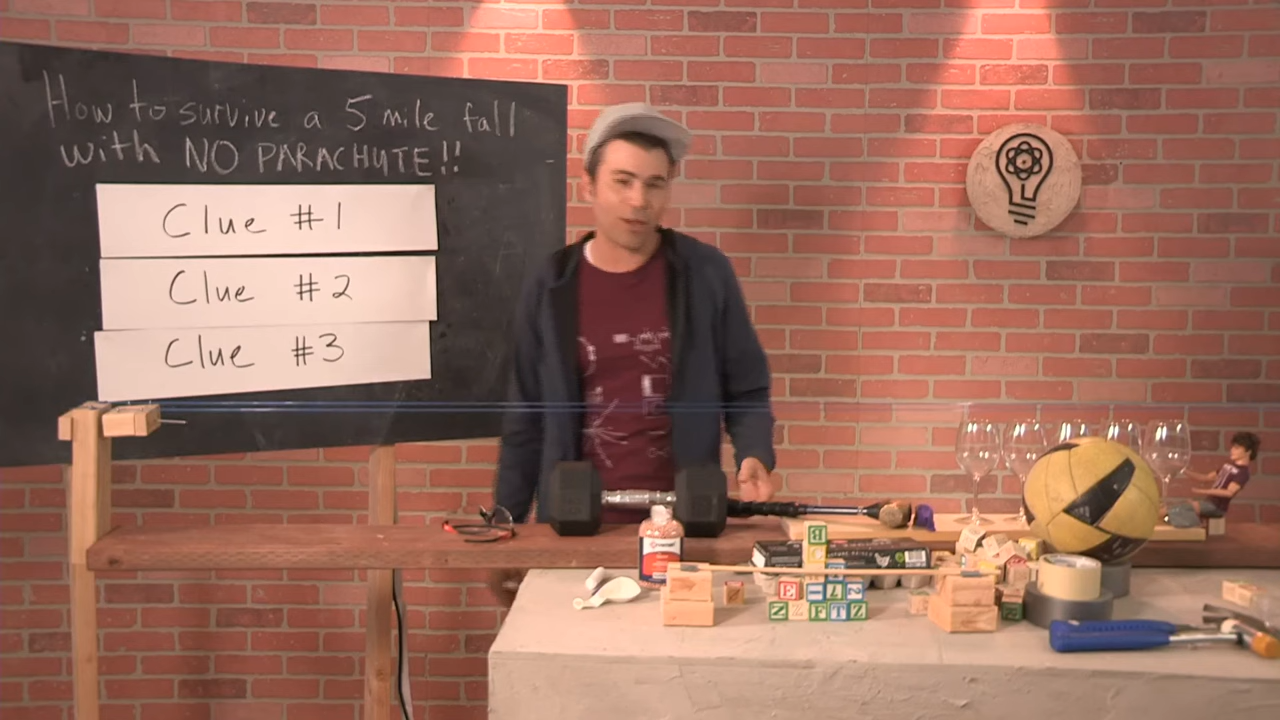 How to survive a 5 mile fall
with NO PARACHUTE!!
Clue #1
Clue #2
Clue #3